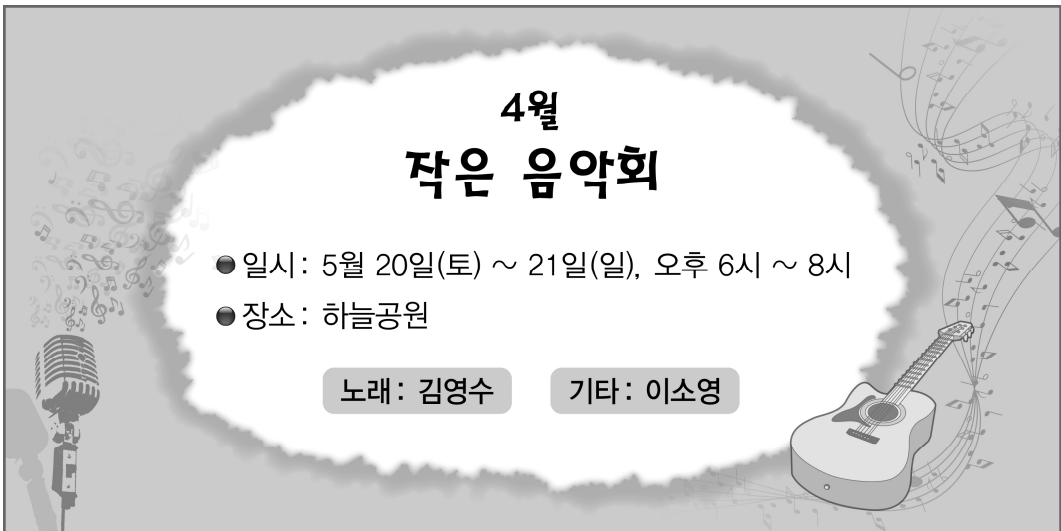 4월
작은 음악회
일시: 5월 20일(토) ~ 21일(일), 오후 6시 ~ 8시
장소: 하늘공원
노래: 김영수 기타: 이소영